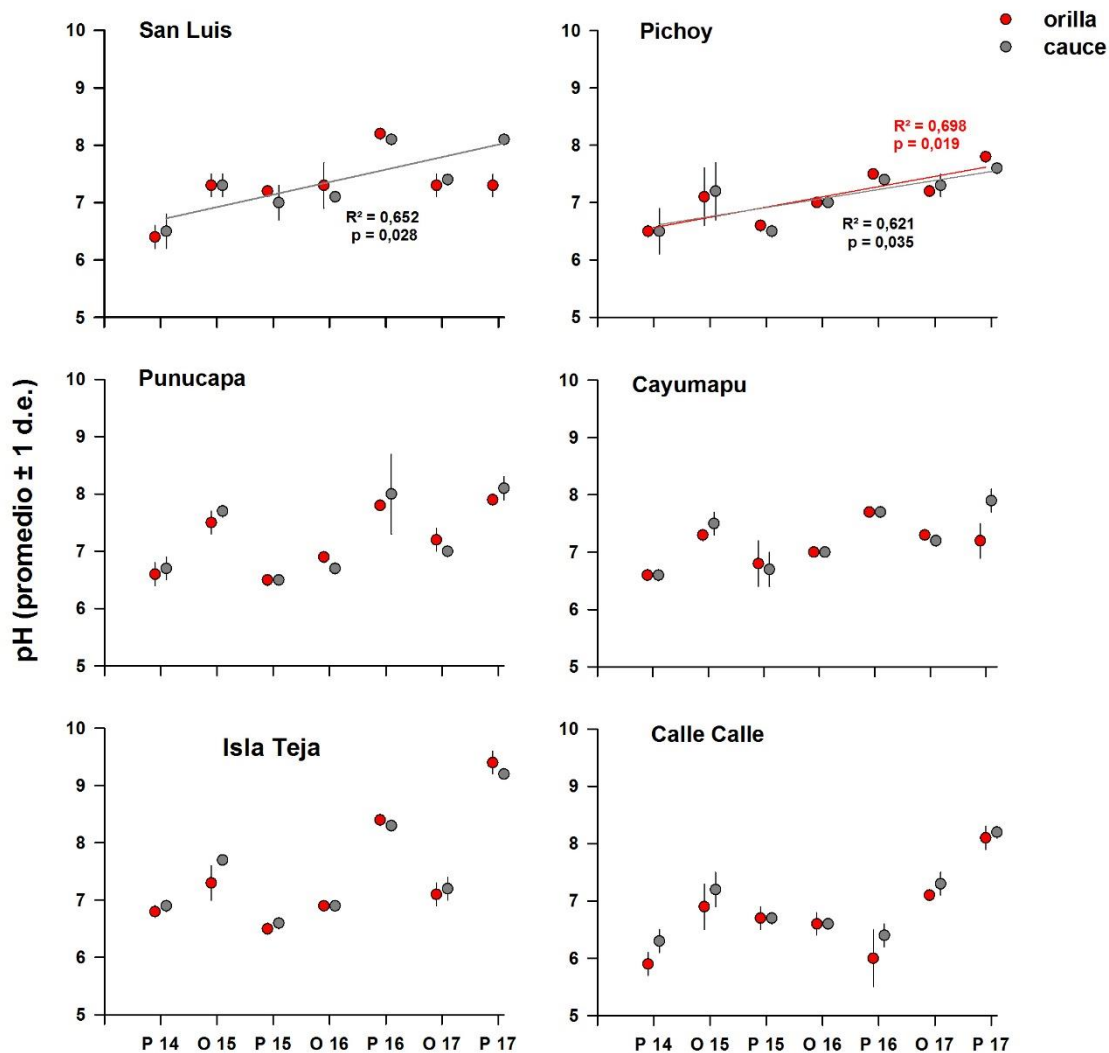 San Luis
Pichoy
orilla
cauce
10
9
8
7
6
5
R² = 0,652
p = 0,028
10
9
8
7
6
5
R² = 0,698
p = 0,019
R² = 0,621
p = 0,035
pH (promedio ± 1 d.e.)
Punucapa
10
9
8
7
6
5
Cayumapu
10
9
8
7
6
5
Isla Teja
10
9
8
7
6
5
P 14 O 15 P 15 O 16 P 16 O 17 P 17
Calle Calle
10
9
8
7
6
5
P 14 O 15 P 15 O 16 P 16 O 17 P 17